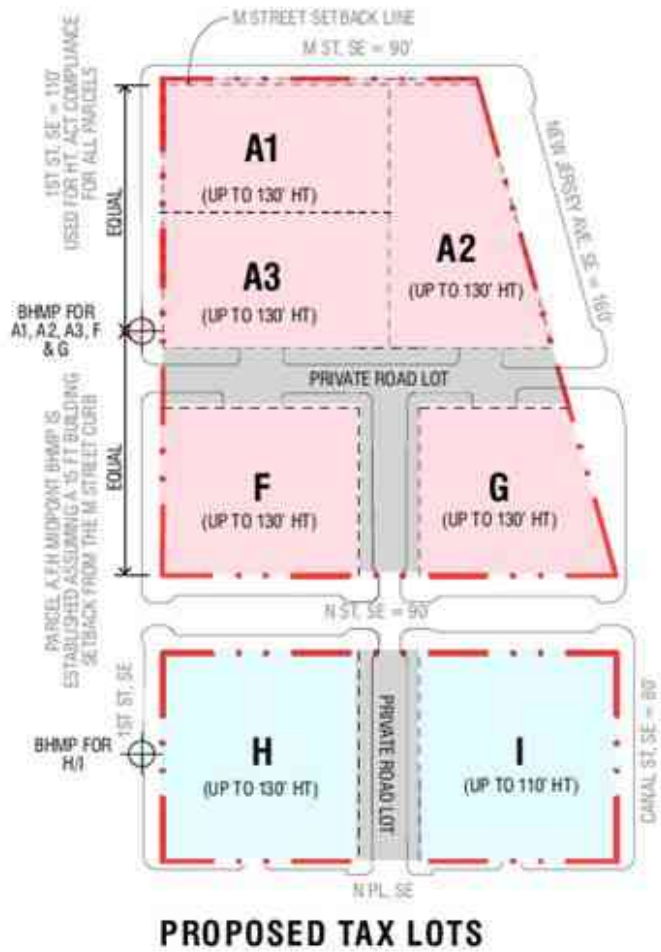 M STREET SETBACK LINE
M ST, SE = 90'
1ST ST, SE = 110'
USED FOR HT. ACT COMPLIANCE
FOR ALL PARCELS
EQUAL
A1
(UP TO 130' HT)
A2
(UP TO 130' HT)
A3
(UP TO 130' HT)
NEW JERSEY AVE, SE = 160'
BHMP FOR
A1, A2, A3, F
& G
PRIVATE ROAD LOT
PARCEL A,F,H MIDPOINT BHMP IS
ESTABLISHED ASSUMING A 15 FT BUILDING
SETBACK FROM THE M STREET CURB
EQUAL
F
(UP TO 130' HT)
G
(UP TO 130' HT)
N ST, SE = 90'
1ST ST, SE
BHMP FOR
H/I
H
(UP TO 130' HT)
PRIVATE ROAD LOT
I
(UP TO 110' HT)
CANAL ST, SE = 80'
N PL, SE
PROPOSED TAX LOTS